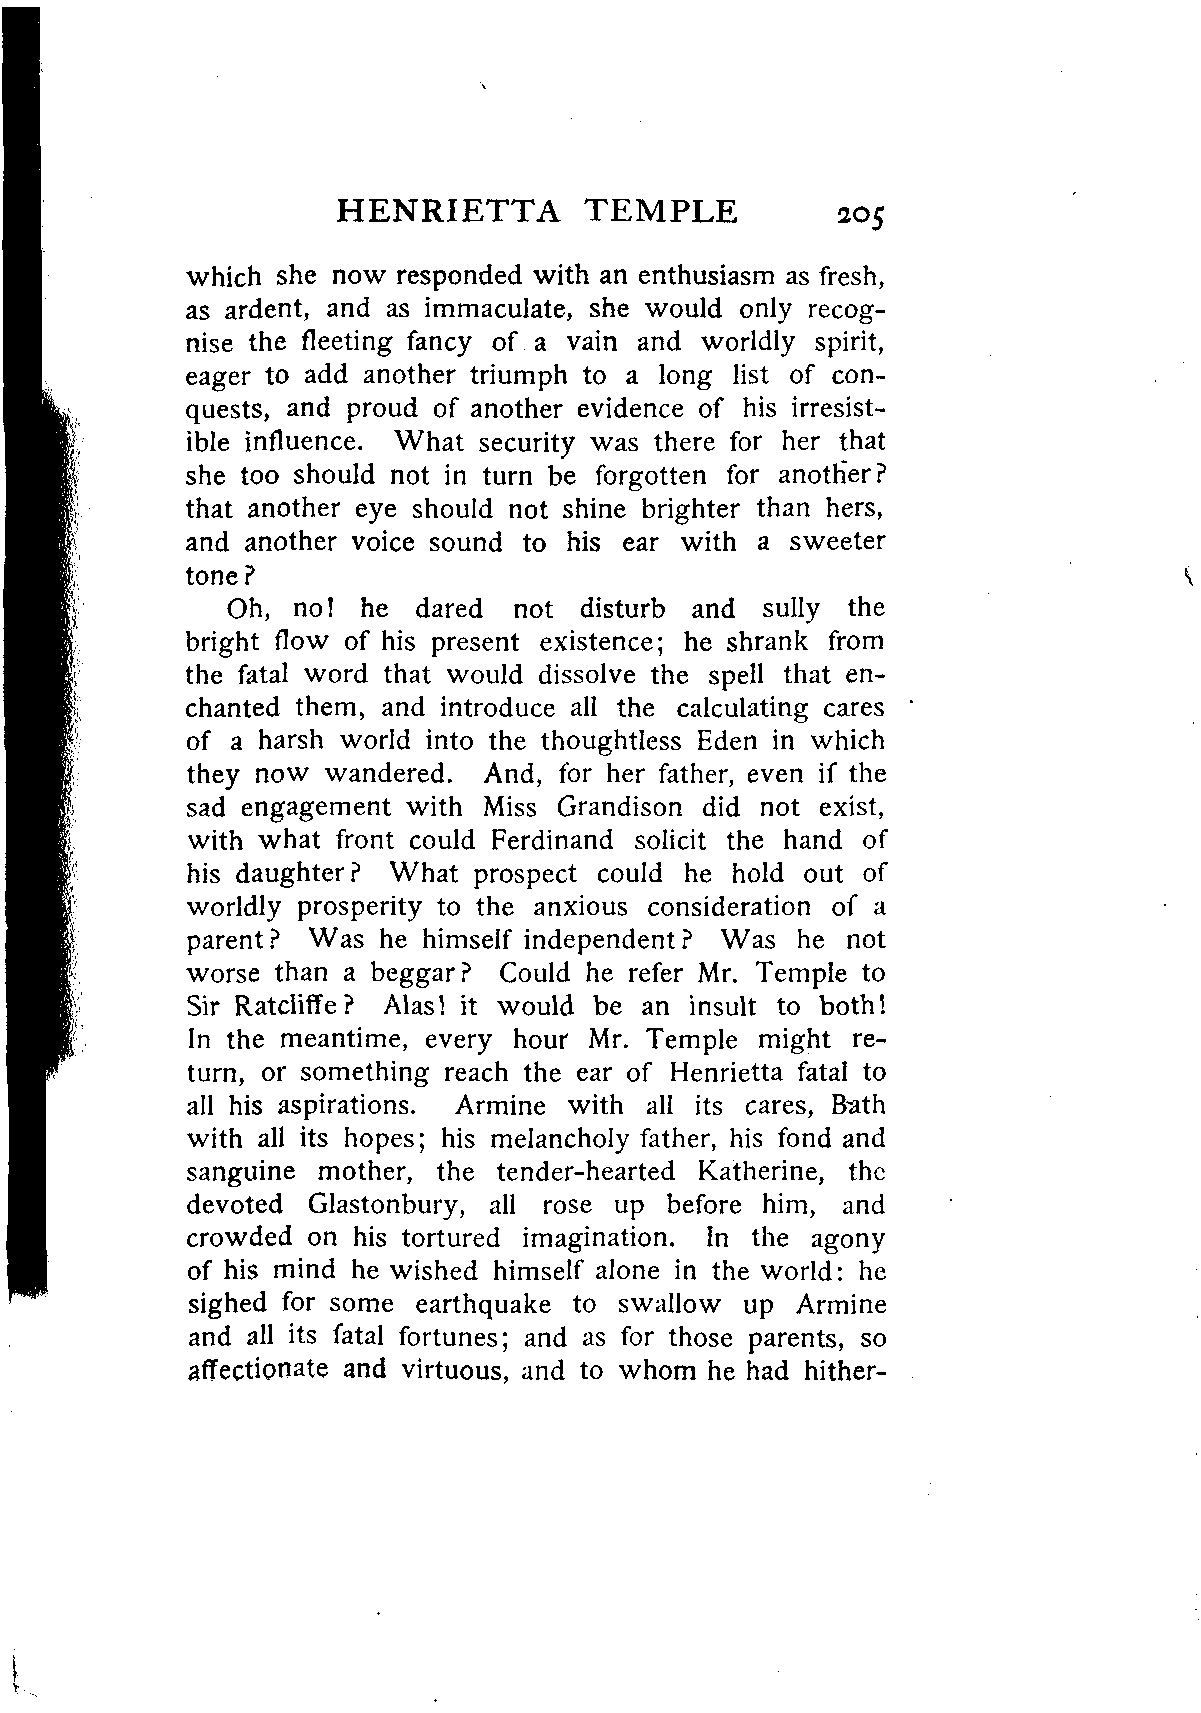 HENRIETTA TEMPLE 205
which she now responded with an enthusiasm as fresh,
as ardent, and as immaculate, she would only recog-
nise the fleeting fancy of a vain and worldly spirit,
eager to add another triumph to a long list of con-
quests, and proud of another evidence of his irresist-
ible influence. What security was there for her that
she too should not in turn be forgotten for another?
that another eye should not shine brighter than hers,
and another voice sound to his ear with a sweeter
tone?
Oh, no! he dared not disturb and sully the
bright flow of his present existence; he shrank from
the fatal word that would dissolve the spell that en-
chanted them, and introduce all the calculating cares
of a harsh world into the thoughtless Eden in which
they now wandered. And, for her father, even if the
sad engagement with Miss Grandison did not exist,
with what front could Ferdinand solicit the hand of
his daughter? What prospect could he hold out of
worldly prosperity to the anxious consideration of a
parent? Was he himself independent? Was he not
worse than a beggar? Could he refer Mr. Temple to
Sir Ratcliffe? Alas! it would be an insult to both!
In the meantime, every hour Mr. Temple might re-
turn, or something reach the ear of Henrietta fatal to
all his aspirations. Armine with all its cares, Bath
with all its hopes; his melancholy father, his fond and
sanguine mother, the tender-hearted Katherine, the
devoted Glastonbury, all rose up before him, and
crowded on his tortured imagination. In the agony
of his mind he wished himself alone in the world: he
sighed for some earthquake to swallow up Armine
and all its fatal fortunes; and as for those parents, so
affectionate and virtuous, and to whom he had hither-